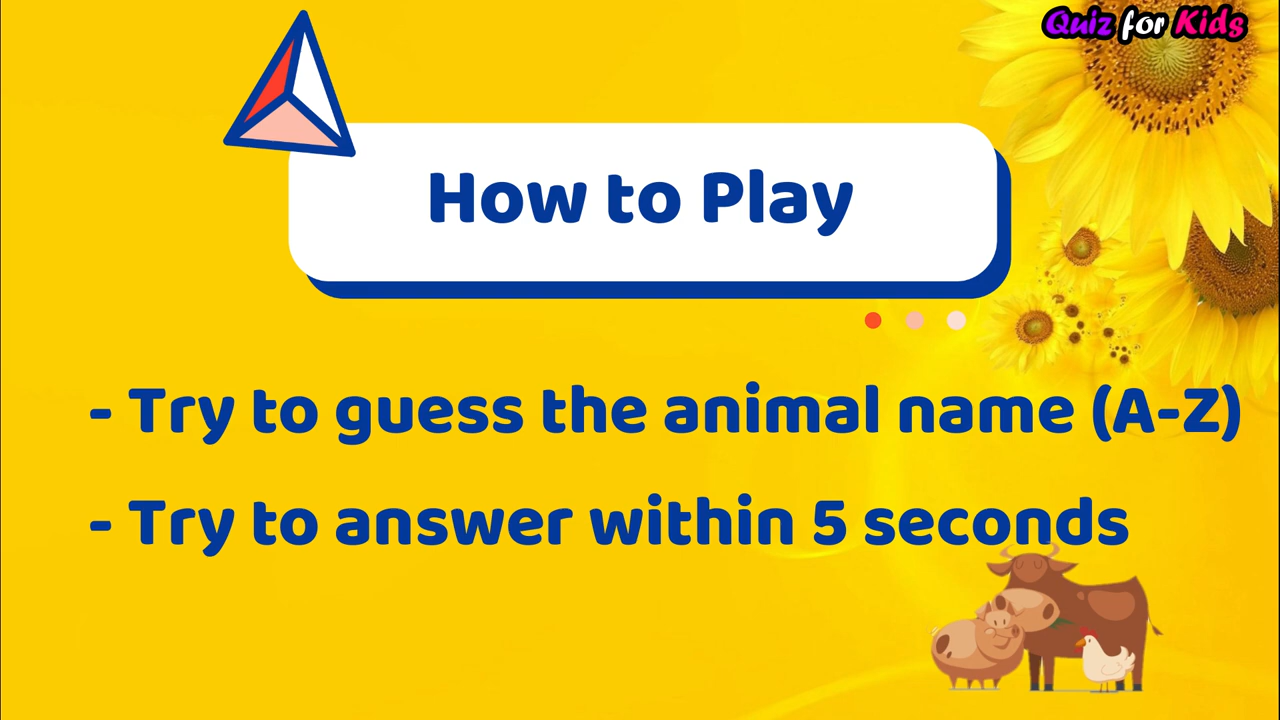 Quiz for Kids
How to Play
- Try to guess the animal name (A-Z)
- Try to answer within 5 seconds